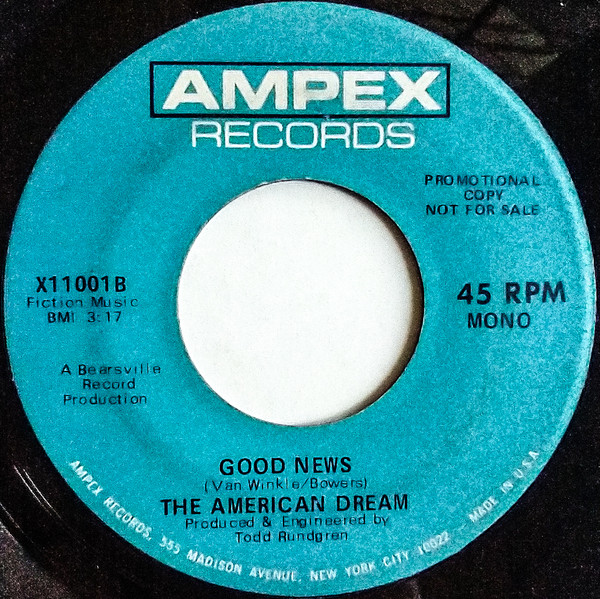 AMPEX
RECORDS
PROMOTIONAL
COPY
NOT FOR SALE
X11001B
Fiction Music
BMI 3:17
45 RPM
MONO
A Bearsville
Record
Production
GOOD NEWS
(Van Winkle/Bowers)
THE AMERICAN DREAM
Produced & Engineered by
Todd Rundgren
AMPEX RECORDS, 555 MADISON AVENUE, NEW YORK CITY 10022 MADE IN U.S.A.